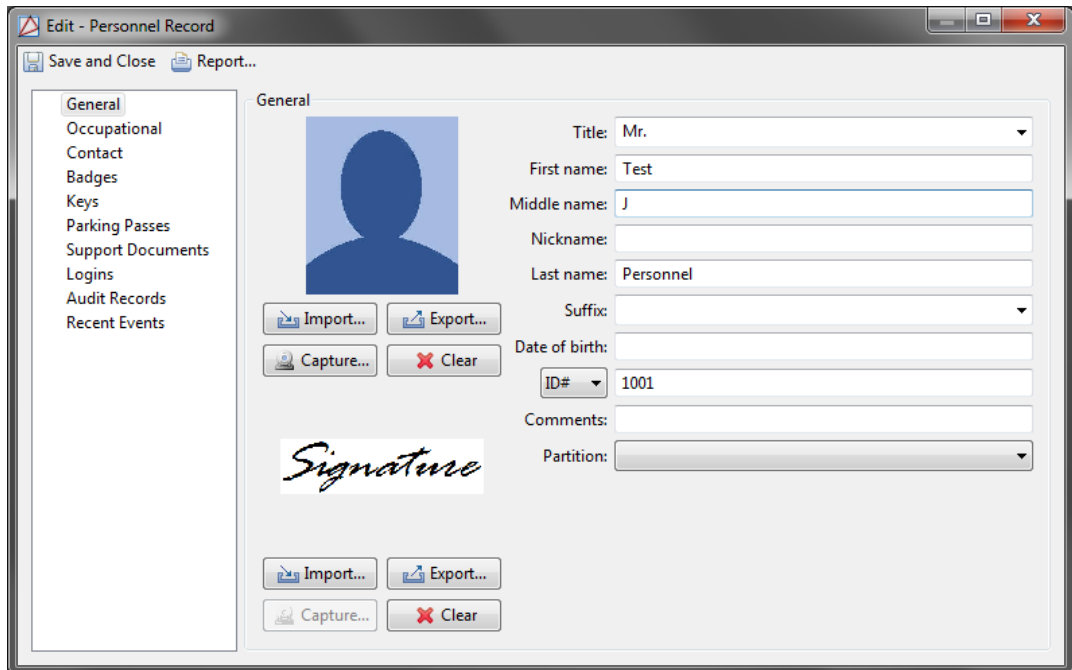 Edit - Personnel Record
Save and Close Report...
General
Occupational
Contact
Badges
Keys
Parking Passes
Support Documents
Logins
Audit Records
Recent Events
General
Import... Export...
Capture... Clear
Signature
Import... Export...
Capture... Clear
Title: Mr.
First name: Test
Middle name: J
Nickname:
Last name: Personnel
Suffix:
Date of birth:
ID# 1001
Comments:
Partition: